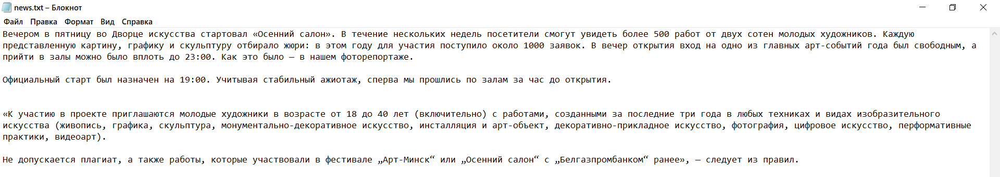 news.txt – Блокнот
Файл Правка Формат Вид Справка
Вечером в пятницу во Дворце искусства стартовал «Осенний салон». В течение нескольких недель посетители смогут увидеть более 500 работ от двух сотен молодых художников. Каждую
представленную картину, графику и скульптуру отбирало жюри: в этом году для участия поступило около 1000 заявок. В вечер открытия вход на одно из главных арт-событий года был свободным, а
прийти в залы можно было вплоть до 23:00. Как это было — в нашем фоторепортаже.
Официальный старт был назначен на 19:00. Учитывая стабильный ажиотаж, сперва мы прошлись по залам за час до открытия.
«К участию в проекте приглашаются молодые художники в возрасте от 18 до 40 лет (включительно) с работами, созданными за последние три года в любых техниках и видах изобразительного
искусства (живопись, графика, скульптура, монументально-декоративное искусство, инсталляция и арт-объект, декоративно-прикладное искусство, фотография, цифровое искусство, перформативные
практики, видеоарт).
Не допускается плагиат, а также работы, которые участвовали в фестивале „Арт-Минск“ или „Осенний салон“ с „Белгазпромбанком“ ранее», — следует из правил.